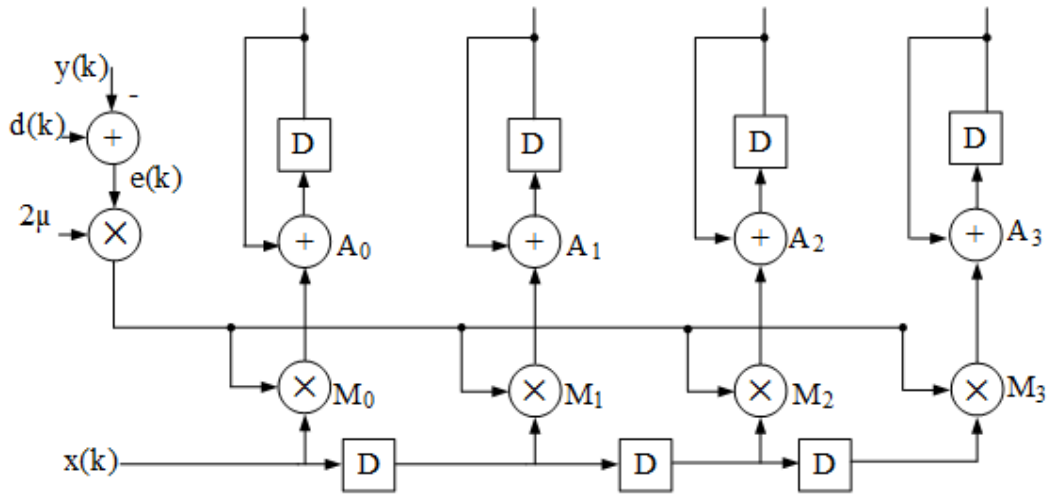 D D D D
y(k)
-
d(k) +
e(k)
2μ × + A0 + A1 + A2 + A3
× M0 × M1 × M2 × M3
x(k) D D D